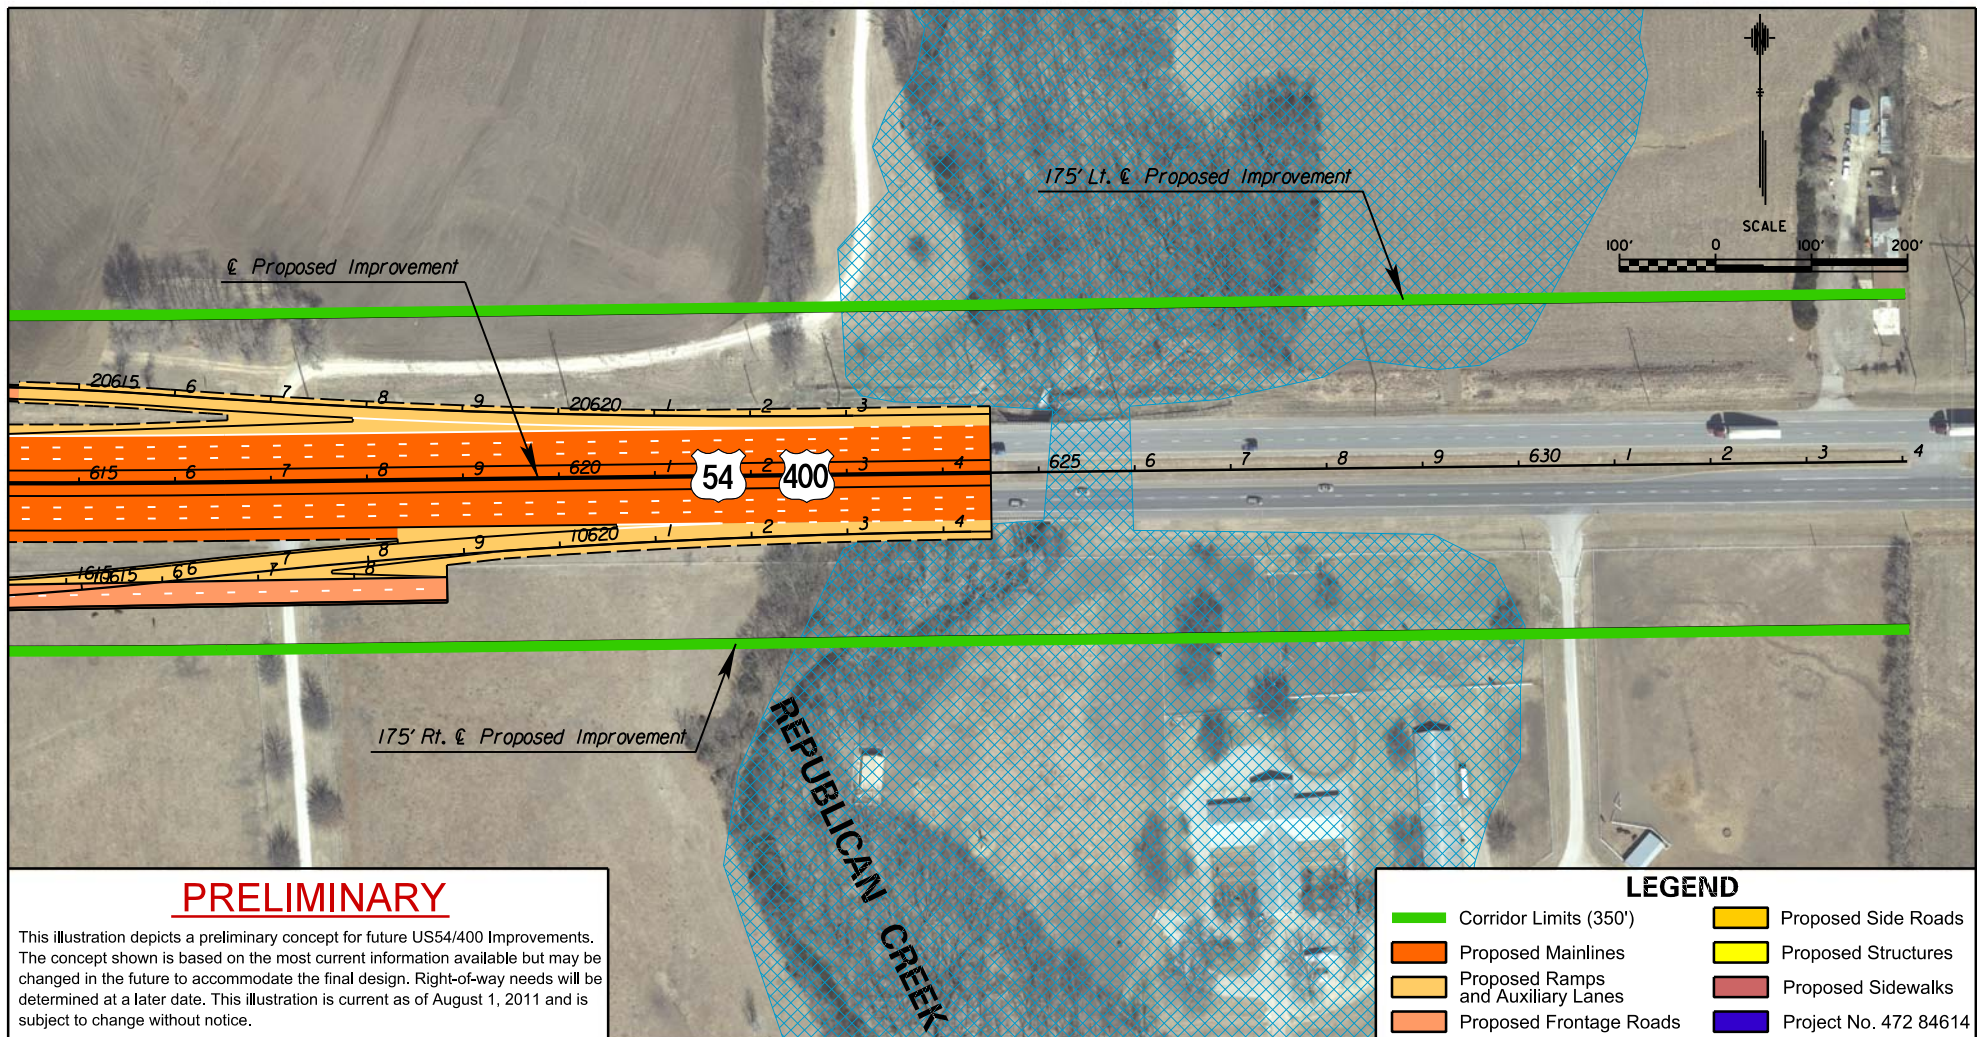 175' Lt. ℄ Proposed Improvement
SCALE
100' 0 100' 200'
℄ Proposed Improvement
20615 6 7 8 9 20620 1 2 3
615 6 7 8 9 620 1 2 3 4 625 6 7 8 9 630 1 2 3 4
54 400
7 8 9 10620 1 2 3 4
1615 10615 6 6 7 8
175' Rt. ℄ Proposed Improvement
REPUBLICAN CREEK
PRELIMINARY
This illustration depicts a preliminary concept for future US54/400 Improvements.
The concept shown is based on the most current information available but may be
changed in the future to accommodate the final design. Right-of-way needs will be
determined at a later date. This illustration is current as of August 1, 2011 and is
subject to change without notice.
LEGEND
Corridor Limits (350')
Proposed Mainlines
Proposed Ramps
and Auxiliary Lanes
Proposed Frontage Roads
Proposed Side Roads
Proposed Structures
Proposed Sidewalks
Project No. 472 84614